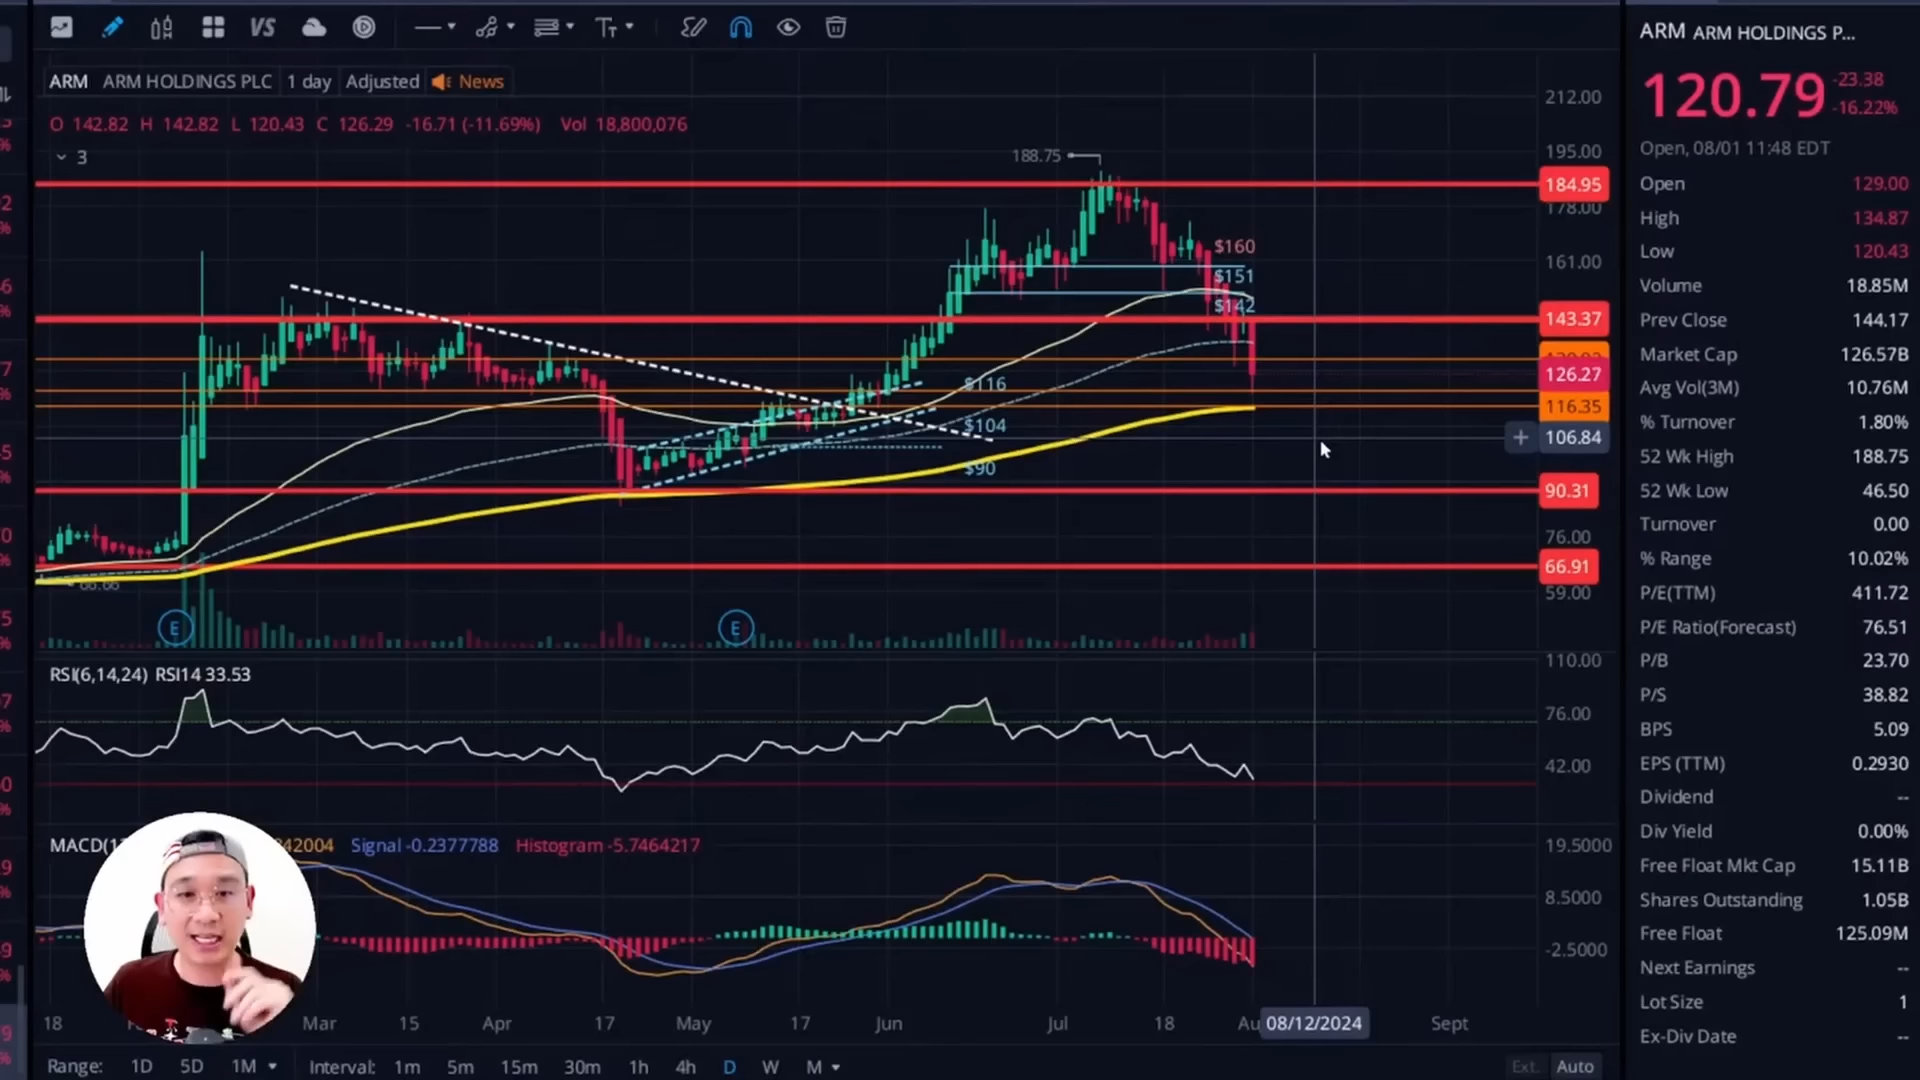 VS
ARM ARM HOLDINGS PLC 1 day Adjusted News
O 142.82 H 142.82 L 120.43 C 126.29 -16.71 (-11.69%) Vol 18,800,076
3
188.75
$160
$151
$142
$116
$104
$90
66.66
E
E
212.00
195.00
184.95
178.00
161.00
143.37
126.27
116.35
+ 106.84
90.31
76.00
66.91
59.00
RSI(6,14,24) RSI14 33.53
110.00
76.00
42.00
Signal -0.2377788 Histogram -5.7464217
19.5000
8.5000
-2.5000
18 Mar 15 Apr 17 May 17 Jun Jul 18 08/12/2024 Sept
Range: 1D 5D 1M Interval: 1m 5m 15m 30m 1h 4h D W M Ext. Auto
ARM ARM HOLDINGS P...
120.79 -23.38
-16.22%
Open, 08/01 11:48 EDT
Open 129.00
High 134.87
Low 120.43
Volume 18.85M
Prev Close 144.17
Market Cap 126.57B
Avg Vol(3M) 10.76M
% Turnover 1.80%
52 Wk High 188.75
52 Wk Low 46.50
Turnover 0.00
% Range 10.02%
P/E(TTM) 411.72
P/E Ratio(Forecast) 76.51
P/B 23.70
P/S 38.82
BPS 5.09
EPS (TTM) 0.2930
Dividend --
Div Yield 0.00%
Free Float Mkt Cap 15.11B
Shares Outstanding 1.05B
Free Float 125.09M
Next Earnings --
Lot Size 1
Ex-Div Date --